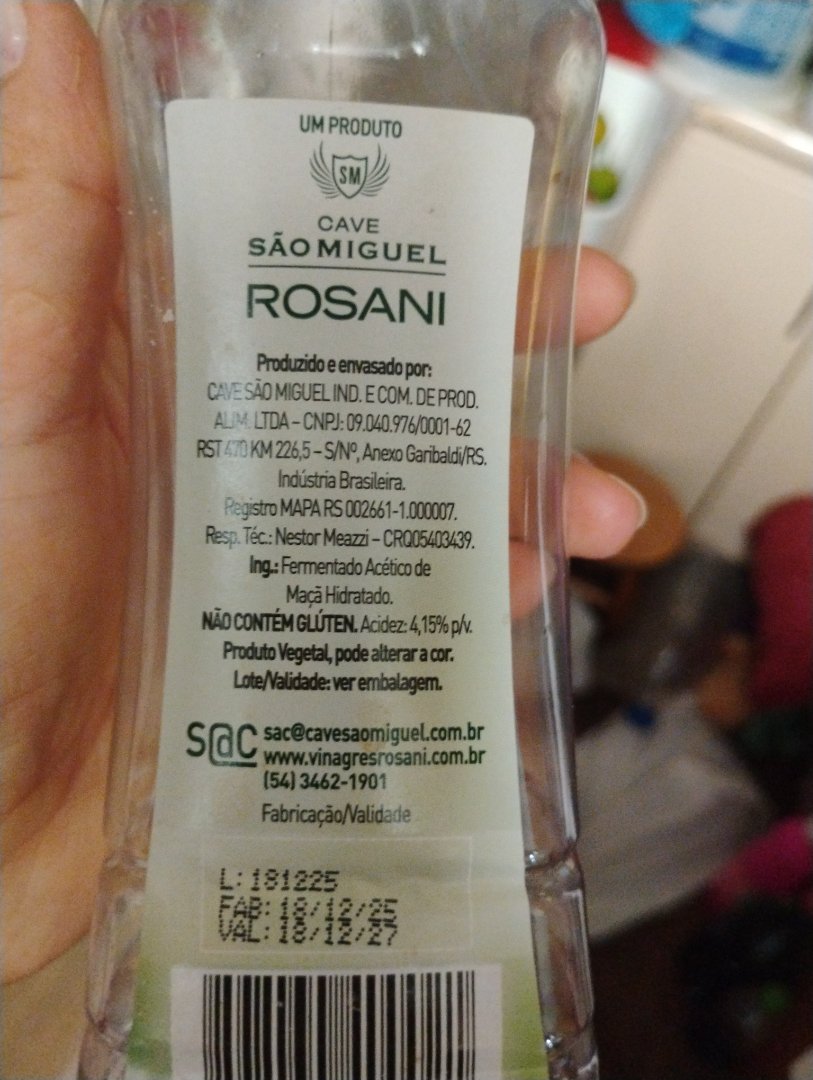 UM PRODUTO
SM
CAVE
SÃO MIGUEL
ROSANI
Produzido e envasado por:
CAVE SÃO MIGUEL IND. E COM. DE PROD.
ALIM. LTDA – CNPJ: 09.040.976/0001-62
RST 470 KM 226,5 – S/Nº, Anexo Garibaldi/RS.
Indústria Brasileira.
Registro MAPA RS 002661-1.000007.
Resp. Téc.: Nestor Meazzi – CRQ05403439.
Ing.: Fermentado Acético de
Maçã Hidratado.
NÃO CONTÉM GLÚTEN. Acidez: 4,15% p/v.
Produto Vegetal, pode alterar a cor.
Lote/Validade: ver embalagem.
S@C sac@cavesaomiguel.com.br
www.vinagresrosani.com.br
(54) 3462-1901
Fabricação/Validade
L: 181225
FAB: 18/12/25
VAL: 18/12/27